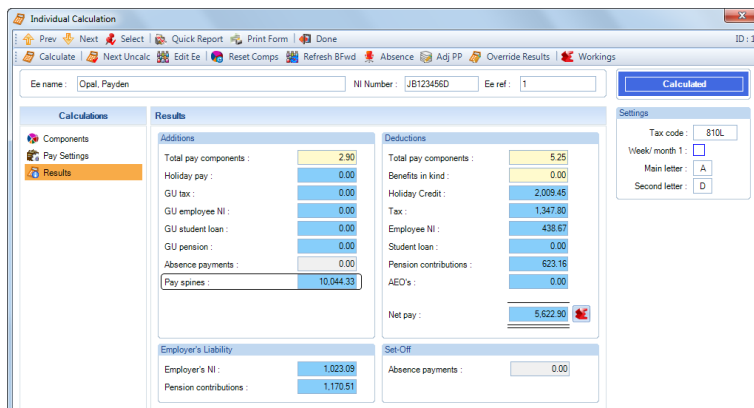 Individual Calculation
Prev Next Select Quick Report Print Form Done ID : 1
Calculate Next Uncalc Edit Ee Reset Comps Refresh BFwd Absence Adj PP Override Results Workings
Ee name : Opal, Payden NI Number : JB123456D Ee ref : 1 Calculated
Calculations Results Settings
Components Additions Deductions Tax code : 810L
Pay Settings Total pay components : 2.90 Total pay components : 5.25 Week/ month 1 :
Results Holiday pay : 0.00 Benefits in kind : 0.00 Main letter : A
GU tax : 0.00 Holiday Credit : 2,009.45 Second letter : D
GU employee NI : 0.00 Tax : 1,347.80
GU student loan : 0.00 Employee NI : 438.67
GU pension : 0.00 Student loan : 0.00
Absence payments : 0.00 Pension contributions : 623.16
Pay spines : 10,044.33 AEO's : 0.00
Net pay : 5,622.90
Employer's Liability Set-Off
Employer's NI : 1,023.09 Absence payments : 0.00
Pension contributions : 1,170.51